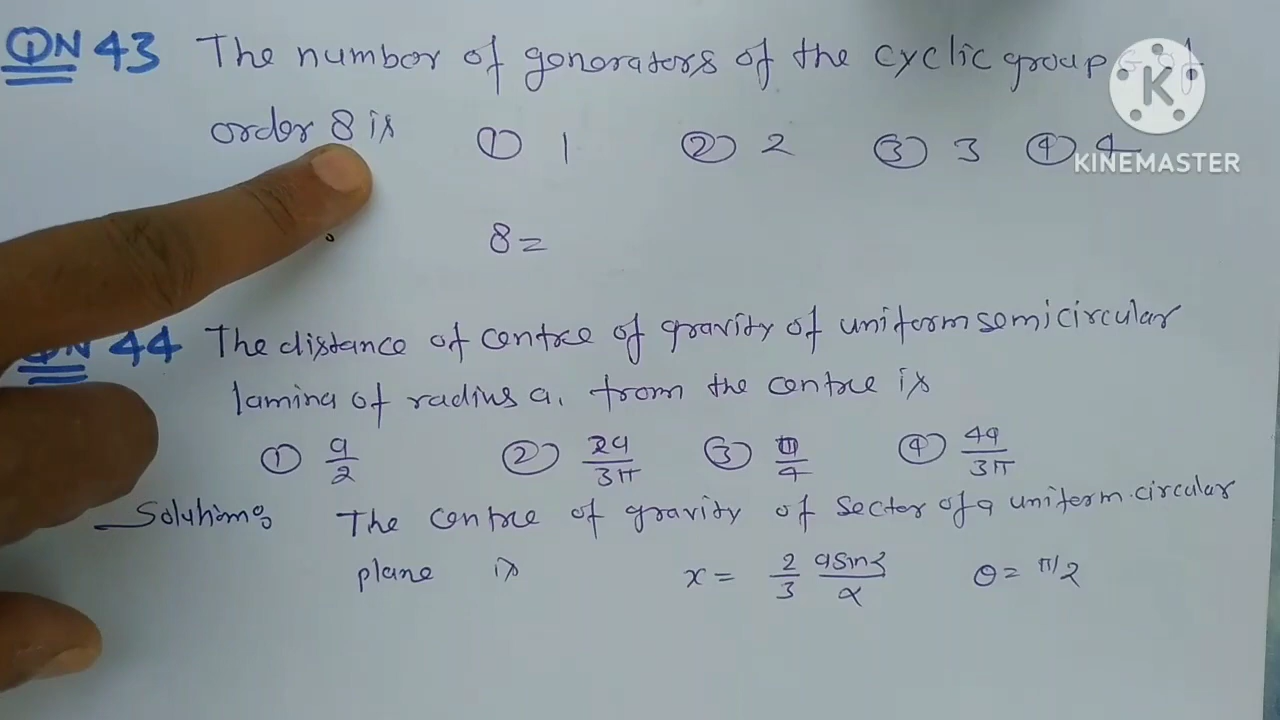 QN 43 The number of generators of the cyclic group of
order 8 is ① 1 ② 2 ③ 3 ④ 4
KINEMASTER
8=
QN 44 The distance of centre of gravity of uniform semicircular
lamina of radius a, from the centre is
① a/2 ② 2a/3π ③ π/4 ④ 4a/3π
Solution: The centre of gravity of sector of a uniform circular
plane is x = 2/3 a sin α/α θ = π/2